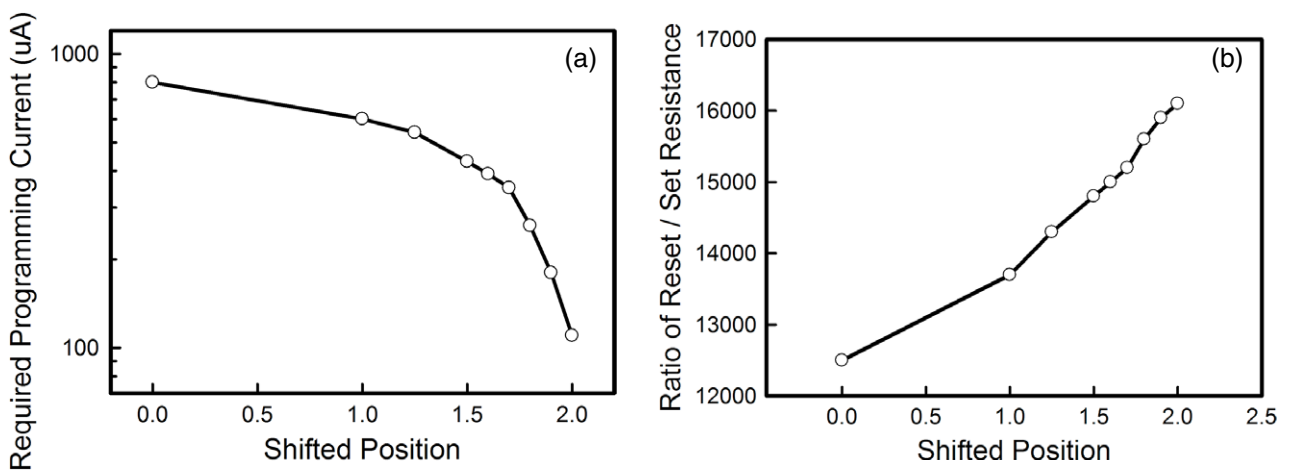 Required Programming Current (uA)
1000
100
(a)
0.0 0.5 1.0 1.5 2.0
Shifted Position
Ratio of Reset / Set Resistance
17000
16000
15000
14000
13000
12000
(b)
0.0 0.5 1.0 1.5 2.0 2.5
Shifted Position